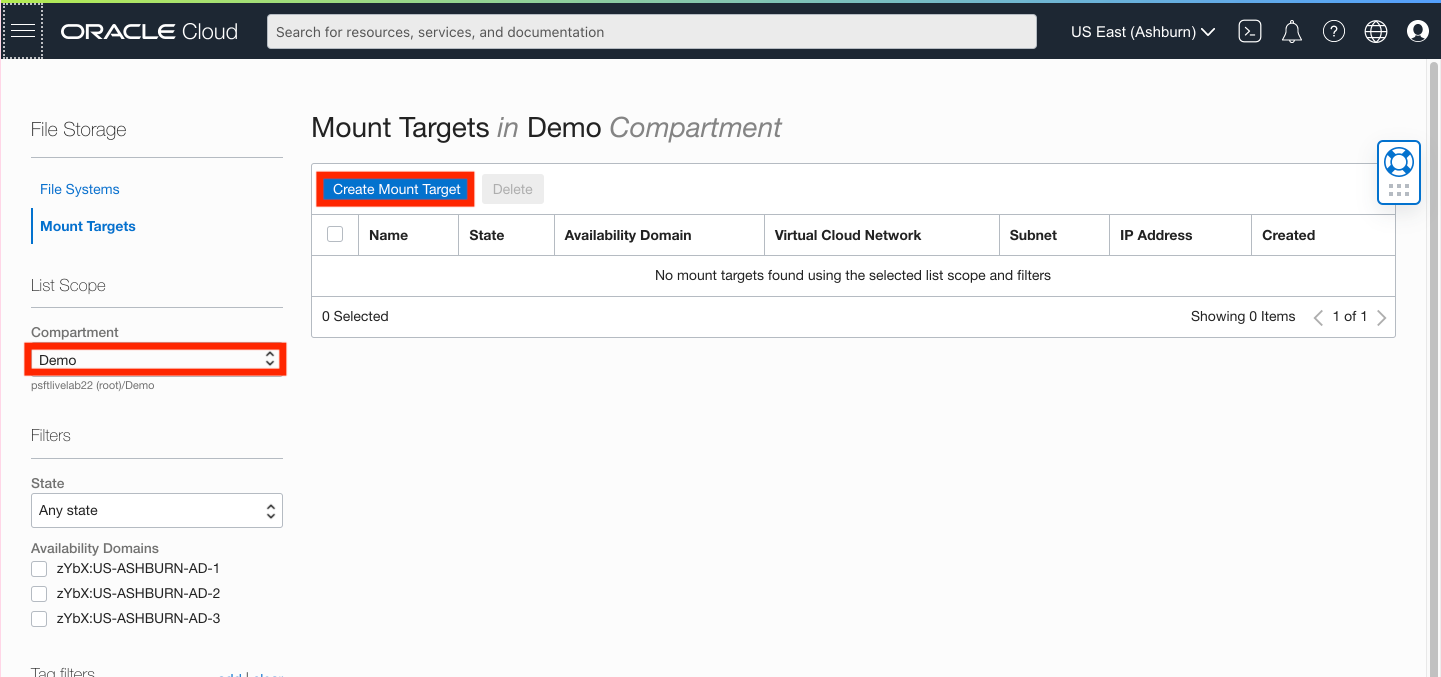 ORACLE Cloud
Search for resources, services, and documentation
US East (Ashburn)
File Storage
File Systems
Mount Targets
List Scope
Compartment
Demo
psftlivelab22 (root)/Demo
Filters
State
Any state
Availability Domains
zYbX:US-ASHBURN-AD-1
zYbX:US-ASHBURN-AD-2
zYbX:US-ASHBURN-AD-3
Tag filters add | clear
Mount Targets in Demo Compartment
Create Mount Target Delete
Name State Availability Domain Virtual Cloud Network Subnet IP Address Created
No mount targets found using the selected list scope and filters
0 Selected Showing 0 Items 1 of 1